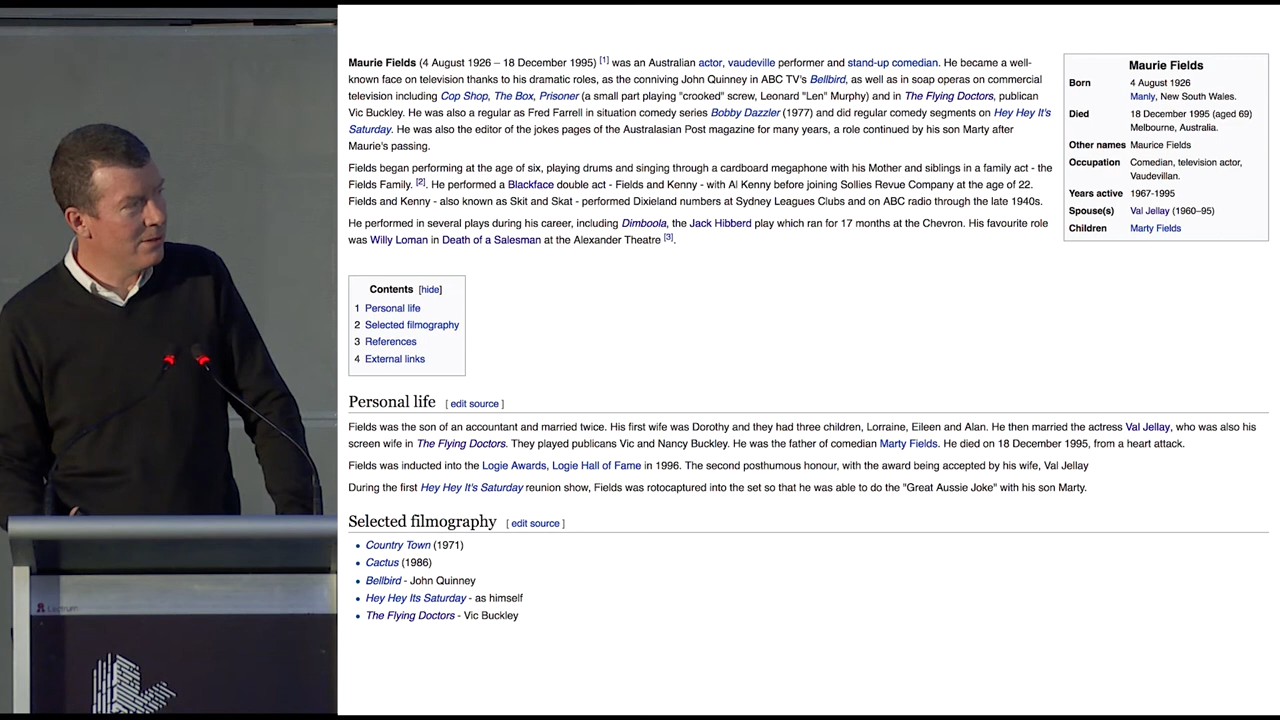 Maurie Fields (4 August 1926 – 18 December 1995) [1] was an Australian actor, vaudeville performer and stand-up comedian. He became a well-
known face on television thanks to his dramatic roles, as the conniving John Quinney in ABC TV's Bellbird, as well as in soap operas on commercial
television including Cop Shop, The Box, Prisoner (a small part playing "crooked" screw, Leonard "Len" Murphy) and in The Flying Doctors, publican
Vic Buckley. He was also a regular as Fred Farrell in situation comedy series Bobby Dazzler (1977) and did regular comedy segments on Hey Hey It's
Saturday. He was also the editor of the jokes pages of the Australasian Post magazine for many years, a role continued by his son Marty after
Maurie's passing.
Fields began performing at the age of six, playing drums and singing through a cardboard megaphone with his Mother and siblings in a family act - the
Fields Family. [2]. He performed a Blackface double act - Fields and Kenny - with Al Kenny before joining Sollies Revue Company at the age of 22.
Fields and Kenny - also known as Skit and Skat - performed Dixieland numbers at Sydney Leagues Clubs and on ABC radio through the late 1940s.
He performed in several plays during his career, including Dimboola, the Jack Hibberd play which ran for 17 months at the Chevron. His favourite role
was Willy Loman in Death of a Salesman at the Alexander Theatre [3].
Maurie Fields
Born 4 August 1926
Manly, New South Wales.
Died 18 December 1995 (aged 69)
Melbourne, Australia.
Other names Maurice Fields
Occupation Comedian, television actor,
Vaudevillan.
Years active 1967-1995
Spouse(s) Val Jellay (1960–95)
Children Marty Fields
Contents [hide]
1 Personal life
2 Selected filmography
3 References
4 External links
Personal life [ edit source ]
Fields was the son of an accountant and married twice. His first wife was Dorothy and they had three children, Lorraine, Eileen and Alan. He then married the actress Val Jellay, who was also his
screen wife in The Flying Doctors. They played publicans Vic and Nancy Buckley. He was the father of comedian Marty Fields. He died on 18 December 1995, from a heart attack.
Fields was inducted into the Logie Awards, Logie Hall of Fame in 1996. The second posthumous honour, with the award being accepted by his wife, Val Jellay
During the first Hey Hey It's Saturday reunion show, Fields was rotocaptured into the set so that he was able to do the "Great Aussie Joke" with his son Marty.
Selected filmography [ edit source ]
• Country Town (1971)
• Cactus (1986)
• Bellbird - John Quinney
• Hey Hey Its Saturday - as himself
• The Flying Doctors - Vic Buckley
Lectrum